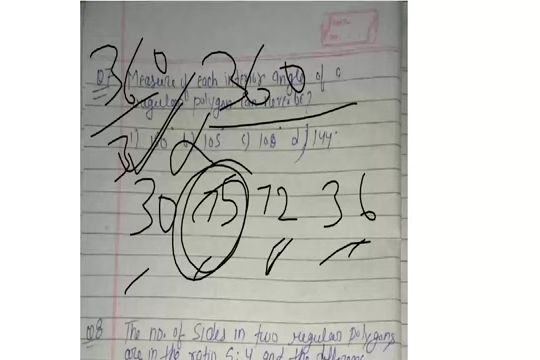 Q7 Measure of each interior angle of a
regular polygon can never be?
1) 150 b) 105 c) 108 d) 144
360 360
30 75 72 36
Q8 The no. of Sides in two regular polygons
are in the ratio 5:4 and the difference